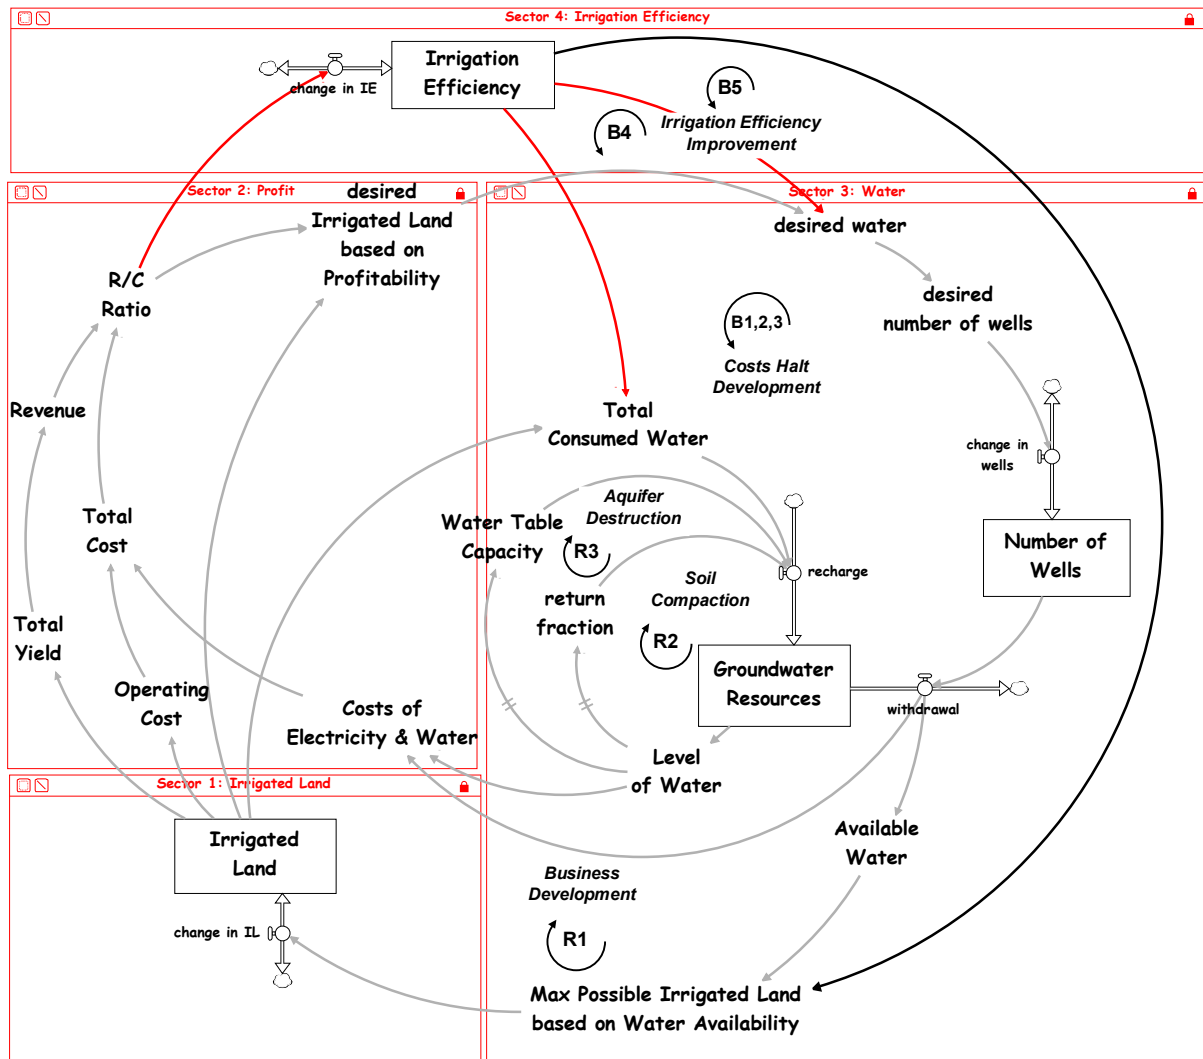 Sector 4: Irrigation Efficiency
Irrigation
Efficiency
change in IE
B5
B4
Irrigation Efficiency
Improvement
Sector 2: Profit
desired
Irrigated Land
based on
Profitability
R/C
Ratio
Revenue
Total
Cost
Total
Yield
Operating
Cost
Costs of
Electricity & Water
Sector 3: Water
desired water
desired
number of wells
B1,2,3
Costs Halt
Development
Total
Consumed Water
change in
wells
Number of
Wells
Aquifer
Destruction
Water Table
Capacity
R3
recharge
Soil
Compaction
return
fraction
R2
Groundwater
Resources
withdrawal
Level
of Water
Available
Water
Business
Development
R1
Max Possible Irrigated Land
based on Water Availability
Sector 1: Irrigated Land
Irrigated
Land
change in IL